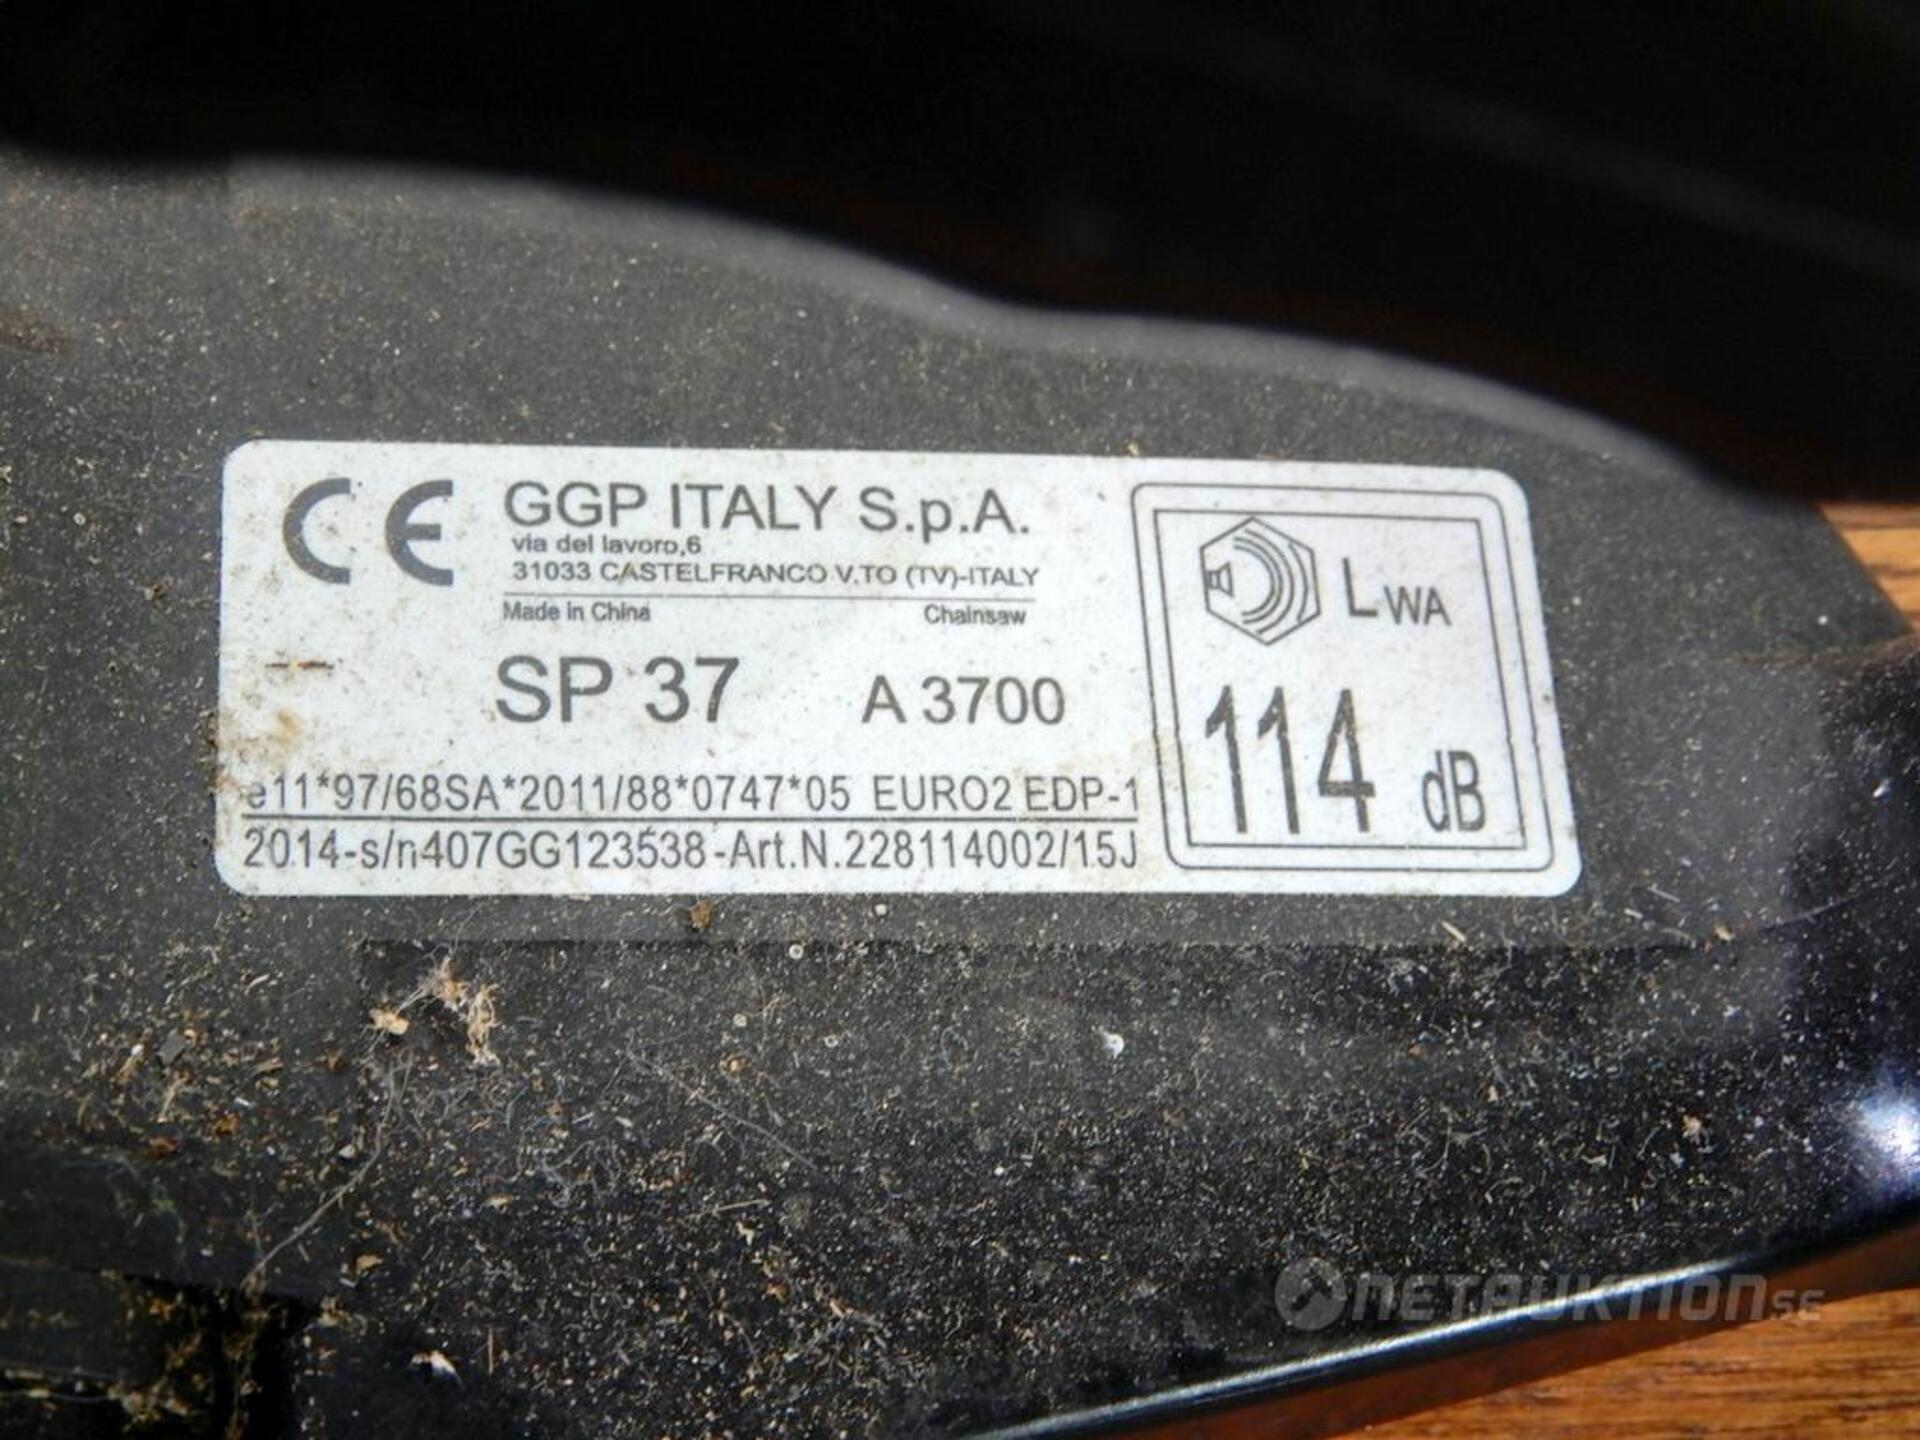 CE
GGP ITALY S.p.A.
via del lavoro,6
31033 CASTELFRANCO V.TO (TV)-ITALY
Made in China Chainsaw
SP 37 A 3700
e11*97/68SA*2011/88*0747*05 EURO2 EDP-1
2014-s/n407GG123538-Art.N.228114002/15J
LWA
114 dB
NETAUKTION.SE